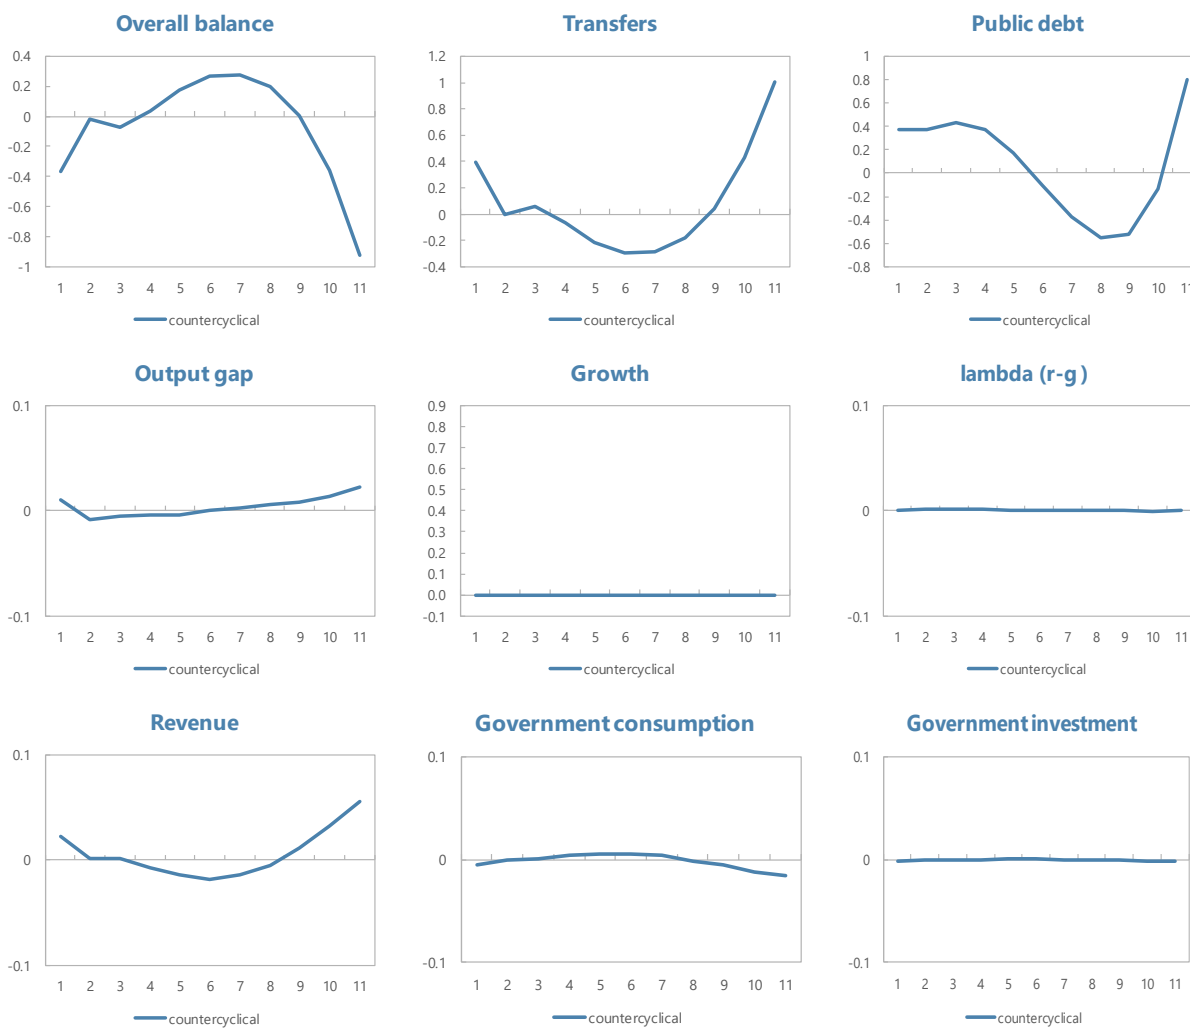 Overall balance
0.4
0.2
0
-0.2
-0.4
-0.6
-0.8
-1
1 2 3 4 5 6 7 8 9 10 11
countercyclical
Transfers
1.2
1
0.8
0.6
0.4
0.2
0
-0.2
-0.4
1 2 3 4 5 6 7 8 9 10 11
countercyclical
Public debt
1
0.8
0.6
0.4
0.2
0
-0.2
-0.4
-0.6
-0.8
1 2 3 4 5 6 7 8 9 10 11
countercyclical
Output gap
0.1
0
-0.1
1 2 3 4 5 6 7 8 9 10 11
countercyclical
Growth
0.9
0.8
0.7
0.6
0.5
0.4
0.3
0.2
0.1
0.0
-0.1
1 2 3 4 5 6 7 8 9 10 11
countercyclical
lambda (r-g)
0.1
0
-0.1
1 2 3 4 5 6 7 8 9 10 11
countercyclical
Revenue
0.1
0
-0.1
1 2 3 4 5 6 7 8 9 10 11
countercyclical
Government consumption
0.1
0
-0.1
1 2 3 4 5 6 7 8 9 10 11
countercyclical
Government investment
0.1
0
-0.1
1 2 3 4 5 6 7 8 9 10 11
countercyclical